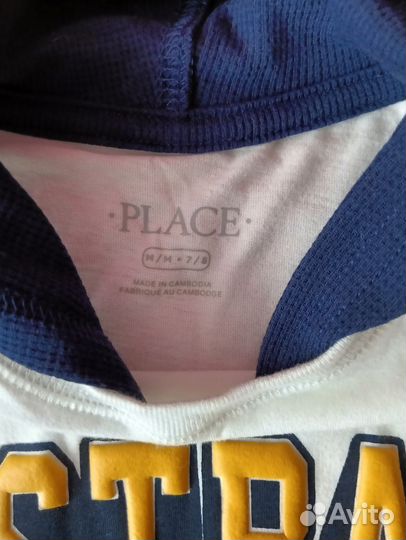 · PLACE ·
M/M • 7/8
MADE IN CAMBODIA
FABRIQUÉ AU CAMBODGE
STRA
Avito